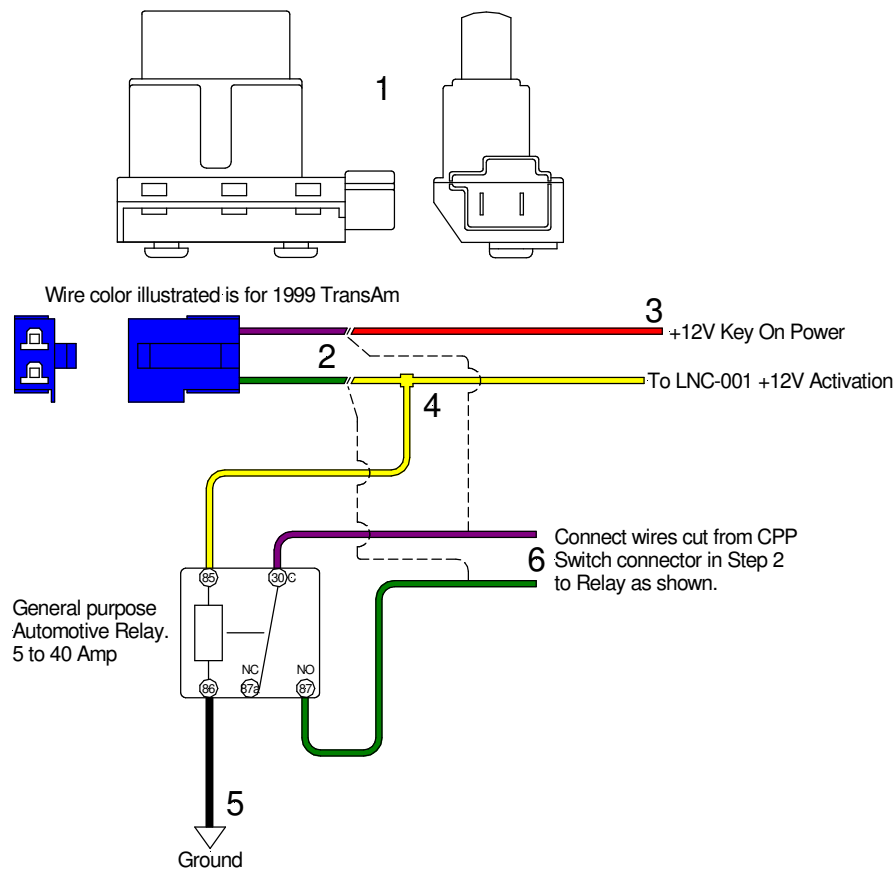 1
Wire color illustrated is for 1999 TransAm
3
+12V Key On Power
2
To LNC-001 +12V Activation
4
Connect wires cut from CPP
6
Switch connector in Step 2
to Relay as shown.
85
30
C
General purpose
Automotive Relay.
5 to 40 Amp
NC
NO
86
87a
87
5
Ground